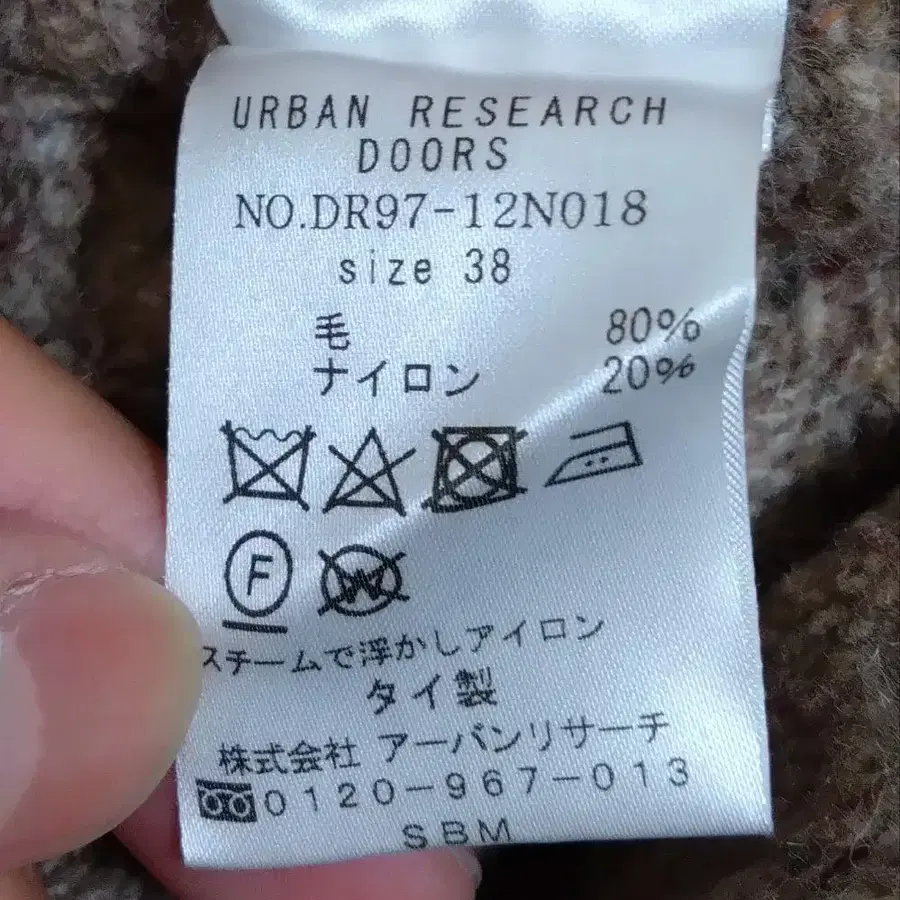 URBAN RESEARCH
DOORS
NO.DR97-12N018
size 38
毛 80%
ナイロン 20%
F W
スチームで浮かしアイロン
タイ製
株式会社 アーバンリサーチ
0120-967-013
SBM